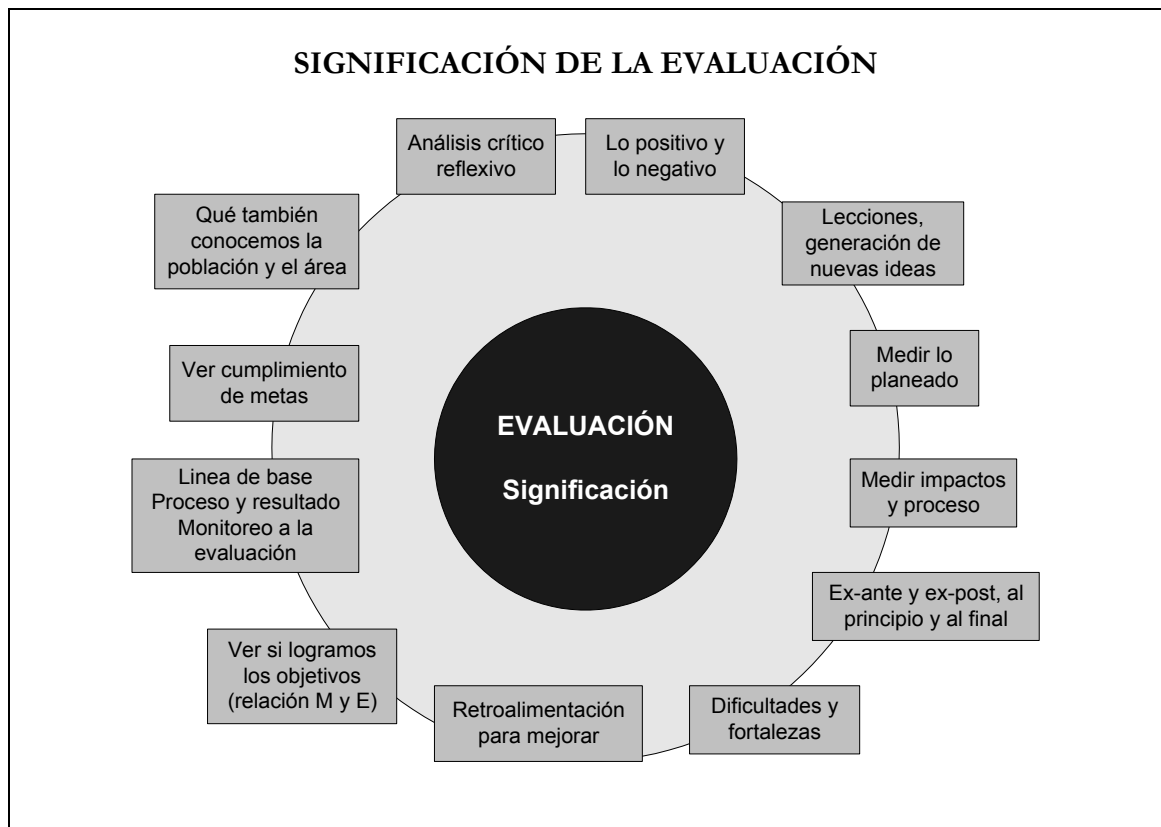 SIGNIFICACIÓN DE LA EVALUACIÓN
Análisis crítico
reflexivo
Lo positivo y
lo negativo
Qué también
conocemos la
población y el área
Lecciones,
generación de
nuevas ideas
Ver cumplimiento
de metas
Medir lo
planeado
EVALUACIÓN
Significación
Linea de base
Proceso y resultado
Monitoreo a la
evaluación
Medir impactos
y proceso
Ex-ante y ex-post, al
principio y al final
Ver si logramos
los objetivos
(relación M y E)
Retroalimentación
para mejorar
Dificultades y
fortalezas